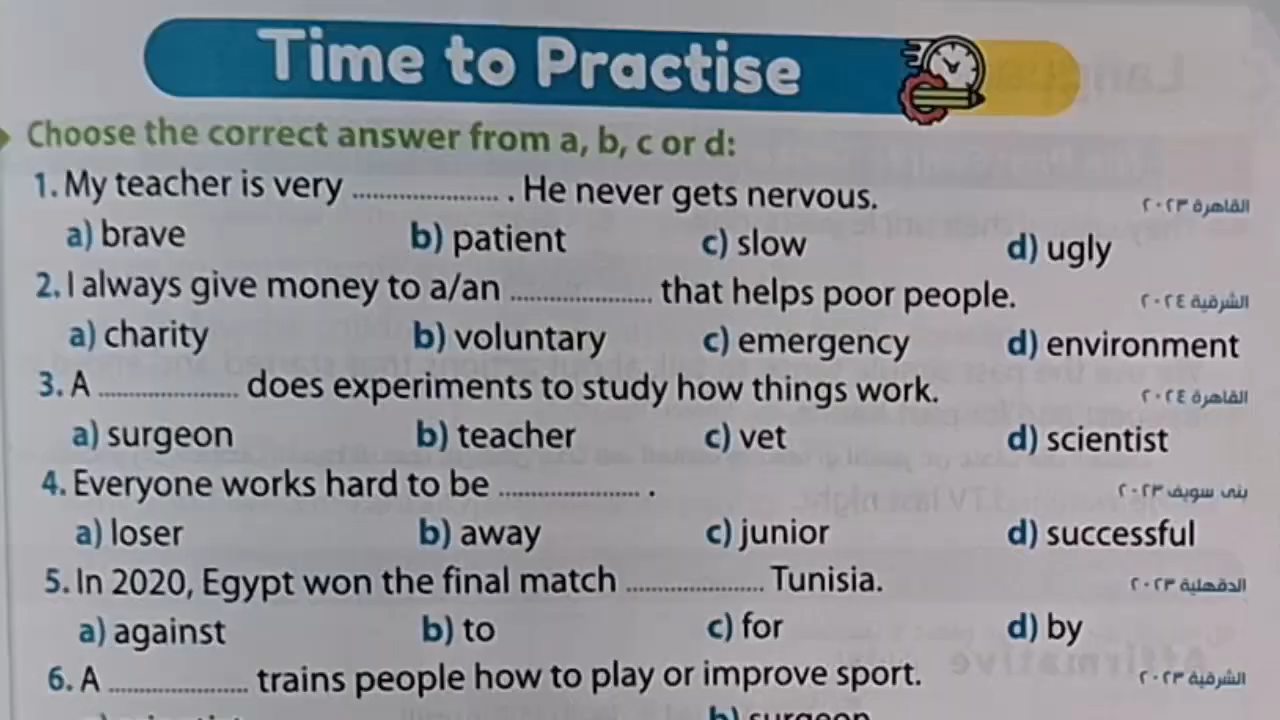 Time to Practise
Choose the correct answer from a, b, c or d:
1. My teacher is very .................... . He never gets nervous. القاهرة ٢٠٢٣
a) brave b) patient c) slow d) ugly
2. I always give money to a/an .................... that helps poor people. الشرقية ٢٠٢٤
a) charity b) voluntary c) emergency d) environment
3. A .................... does experiments to study how things work. القاهرة ٢٠٢٤
a) surgeon b) teacher c) vet d) scientist
4. Everyone works hard to be .................... . بنى سويف ٢٠٢٣
a) loser b) away c) junior d) successful
5. In 2020, Egypt won the final match .................... Tunisia. الدقهلية ٢٠٢٣
a) against b) to c) for d) by
6. A .................... trains people how to play or improve sport. الشرقية ٢٠٢٣
b) surgeon